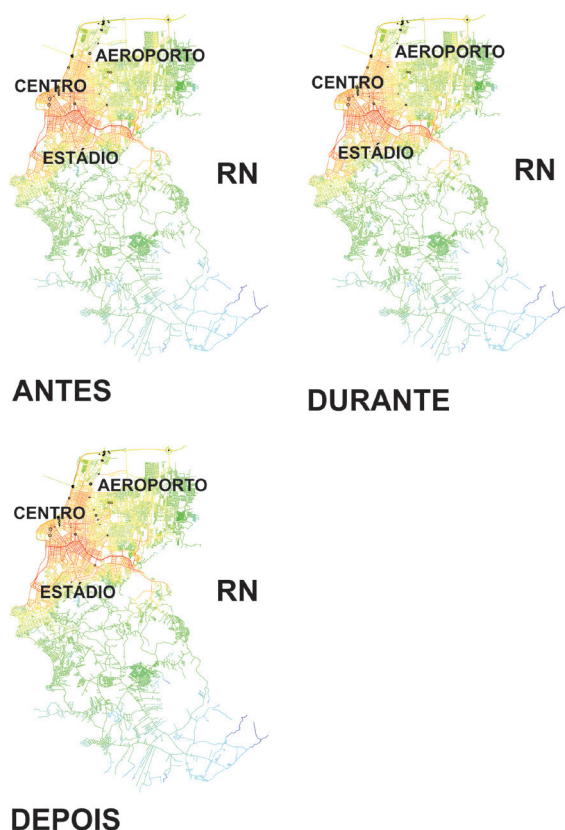 AEROPORTO
CENTRO
ESTÁDIO
RN
ANTES
AEROPORTO
CENTRO
ESTÁDIO
RN
DURANTE
AEROPORTO
CENTRO
ESTÁDIO
RN
DEPOIS